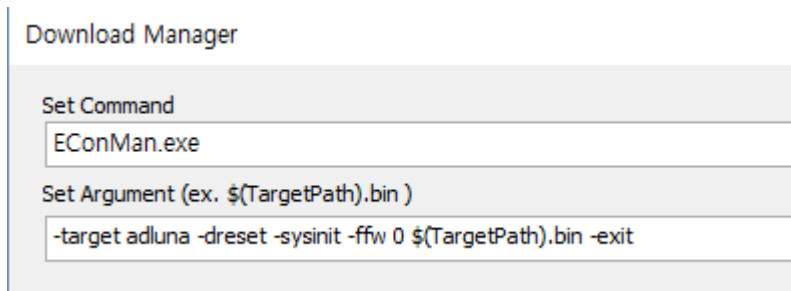 Download Manager
Set Command
EConMan.exe
Set Argument (ex. $(TargetPath).bin )
-target adluna -dreset -sysinit -ffw 0 $(TargetPath).bin -exit